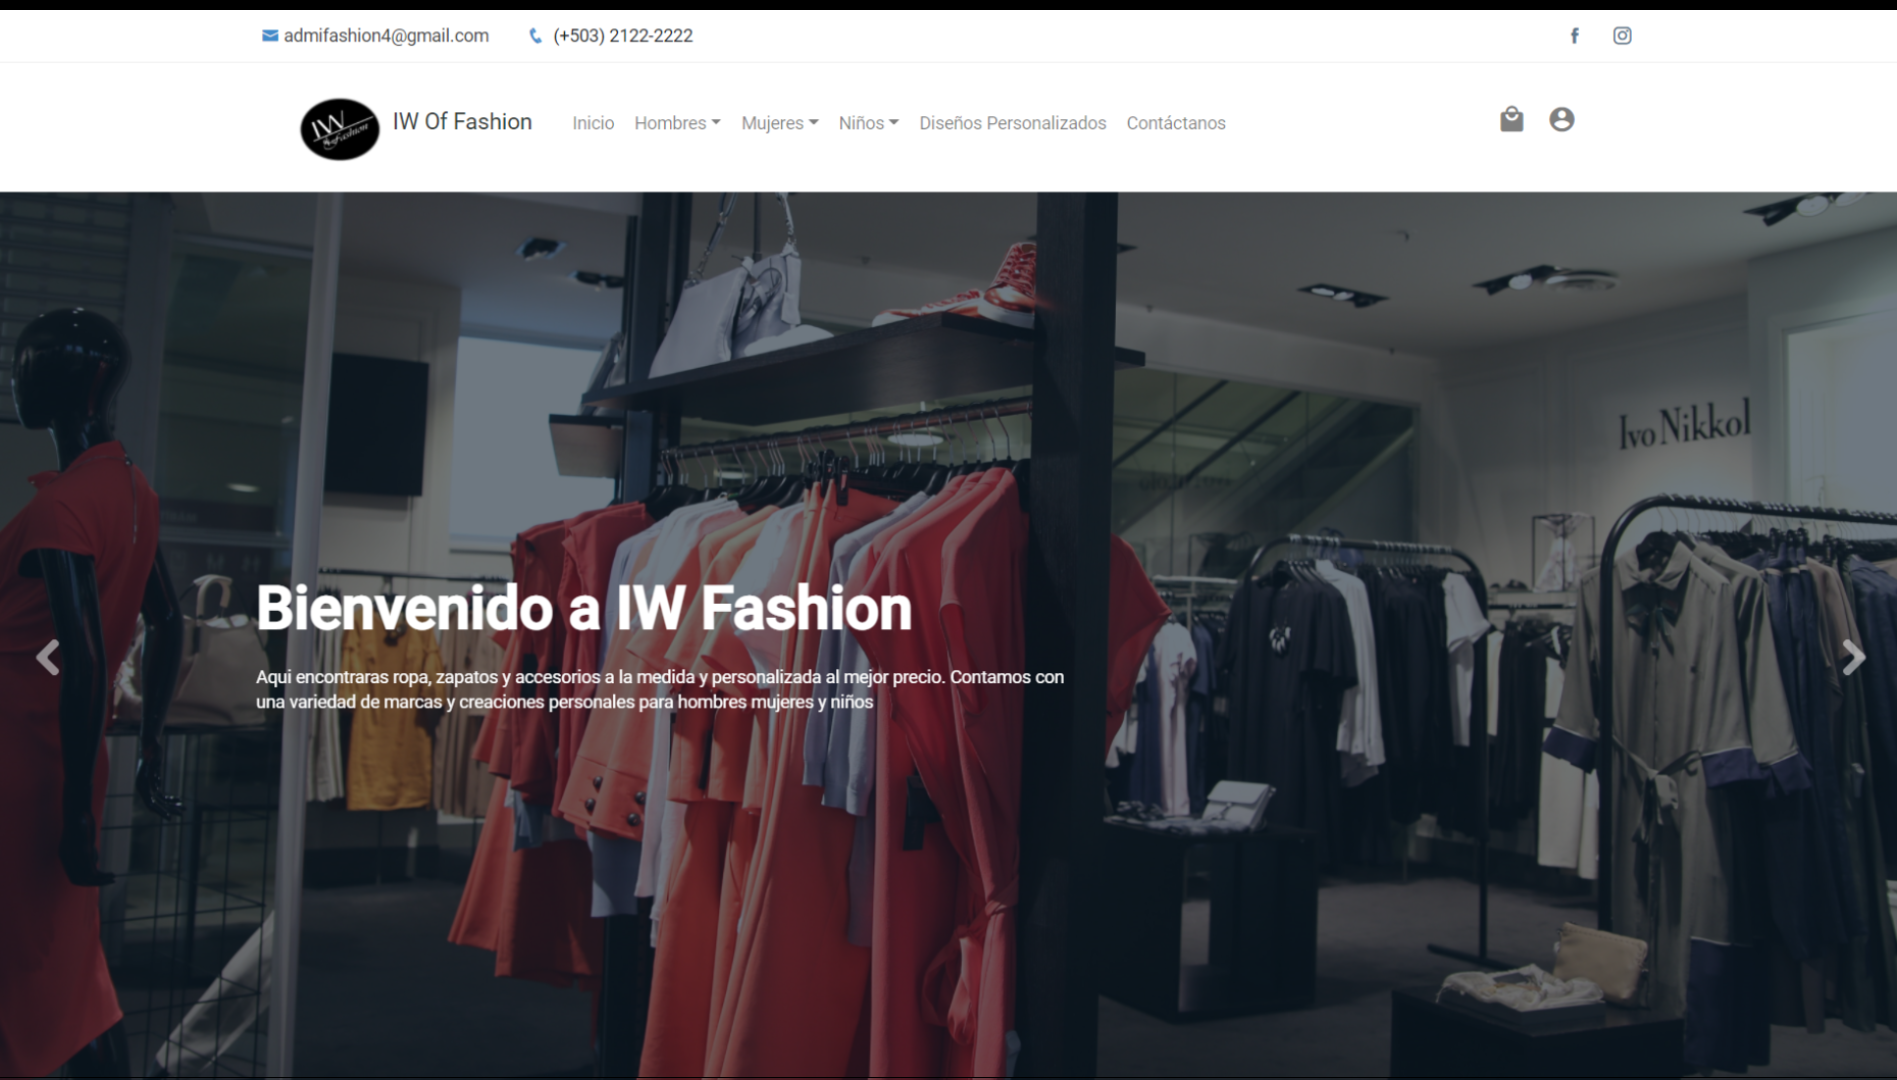 admifashion4@gmail.com (+503) 2122-2222
IW
of Fashion
IW Of Fashion Inicio Hombres Mujeres Niños Diseños Personalizados Contáctanos
Ivo Nikkol
Bienvenido a IW Fashion
Aqui encontraras ropa, zapatos y accesorios a la medida y personalizada al mejor precio. Contamos con
una variedad de marcas y creaciones personales para hombres mujeres y niños